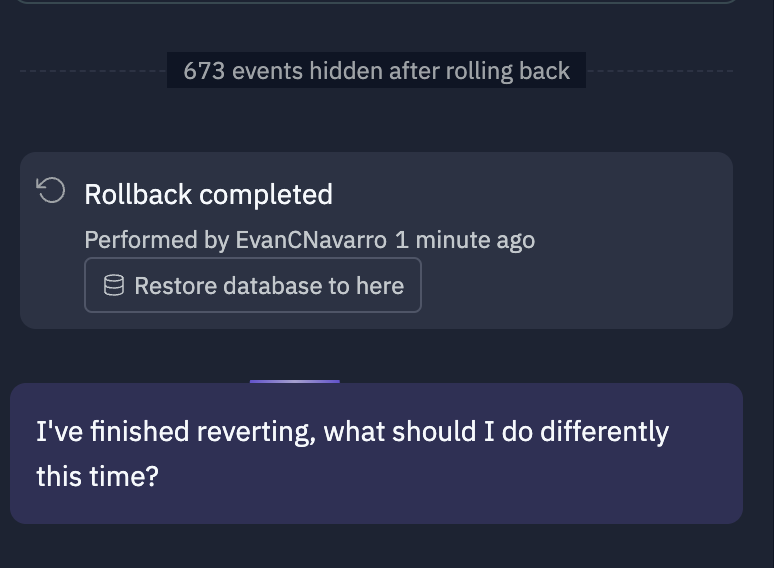 673 events hidden after rolling back
Rollback completed
Performed by EvanCNavarro 1 minute ago
Restore database to here
I've finished reverting, what should I do differently
this time?